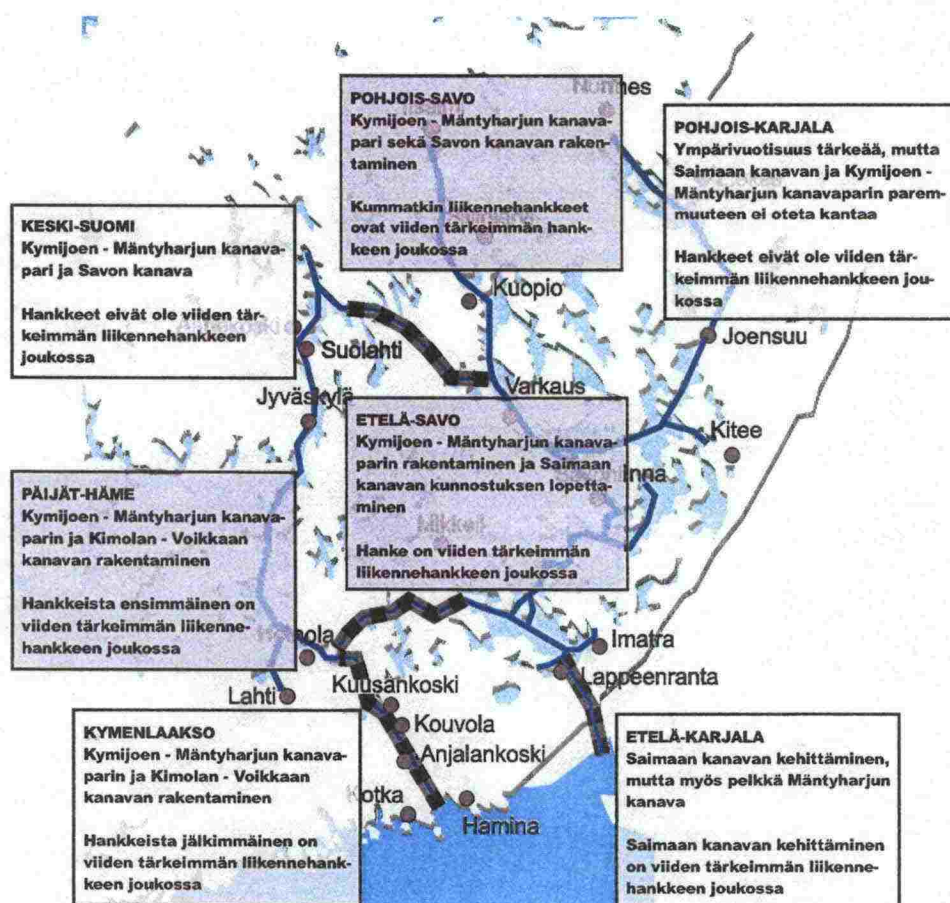 POHJOIS-SAVO
Kymijoen - Mäntyharjun kanava-
pari sekä Savon kanavan raken-
taminen
Kummatkin liikennehankkeet
ovat viiden tärkeimmän hank-
keen joukossa
POHJOIS-KARJALA
Ympärivuotisuus tärkeää, mutta
Saimaan kanavan ja Kymijoen -
Mäntyharjun kanavaparin parem-
muuteen ei oteta kantaa
Hankkeet eivät ole viiden tär-
keimmän liikennehankkeen jou-
kossa
KESKI-SUOMI
Kymijoen - Mäntyharjun kanava-
pari ja Savon kanava
Hankkeet eivät ole viiden tär-
keimmän liikennehankkeen
joukossa
Kuopio
Joensuu
Suolahti
Varkaus
Jyväskylä
Kitee
ETELÄ-SAVO
Kymijoen - Mäntyharjun kanava-
parin rakentaminen ja Saimaan
kanavan kunnostuksen lopetta-
minen
Mikkeli
Hanke on viiden tärkeimmän
liikennehankkeen joukossa
PÄIJÄT-HÄME
Kymijoen - Mäntyharjun kanava-
parin ja Kimolan - Voikkaan
kanavan rakentaminen
Hankkeista ensimmäinen on
viiden tärkeimmän liikenne-
hankkeen joukossa
Imatra
Lappeenranta
Lahti
Kuusankoski
Kouvola
Anjalankoski
Kotka
Hamina
KYMENLAAKSO
Kymijoen - Mäntyharjun kanava-
parin ja Kimolan - Voikkaan
kanavan rakentaminen
Hankkeista jälkimmäinen on
viiden tärkeimmän liikennehank-
keen joukossa
ETELÄ-KARJALA
Saimaan kanavan kehittäminen,
mutta myös pelkkä Mäntyharjun
kanava
Saimaan kanavan kehittäminen
on viiden tärkeimmän liikenne-
hankkeen joukossa